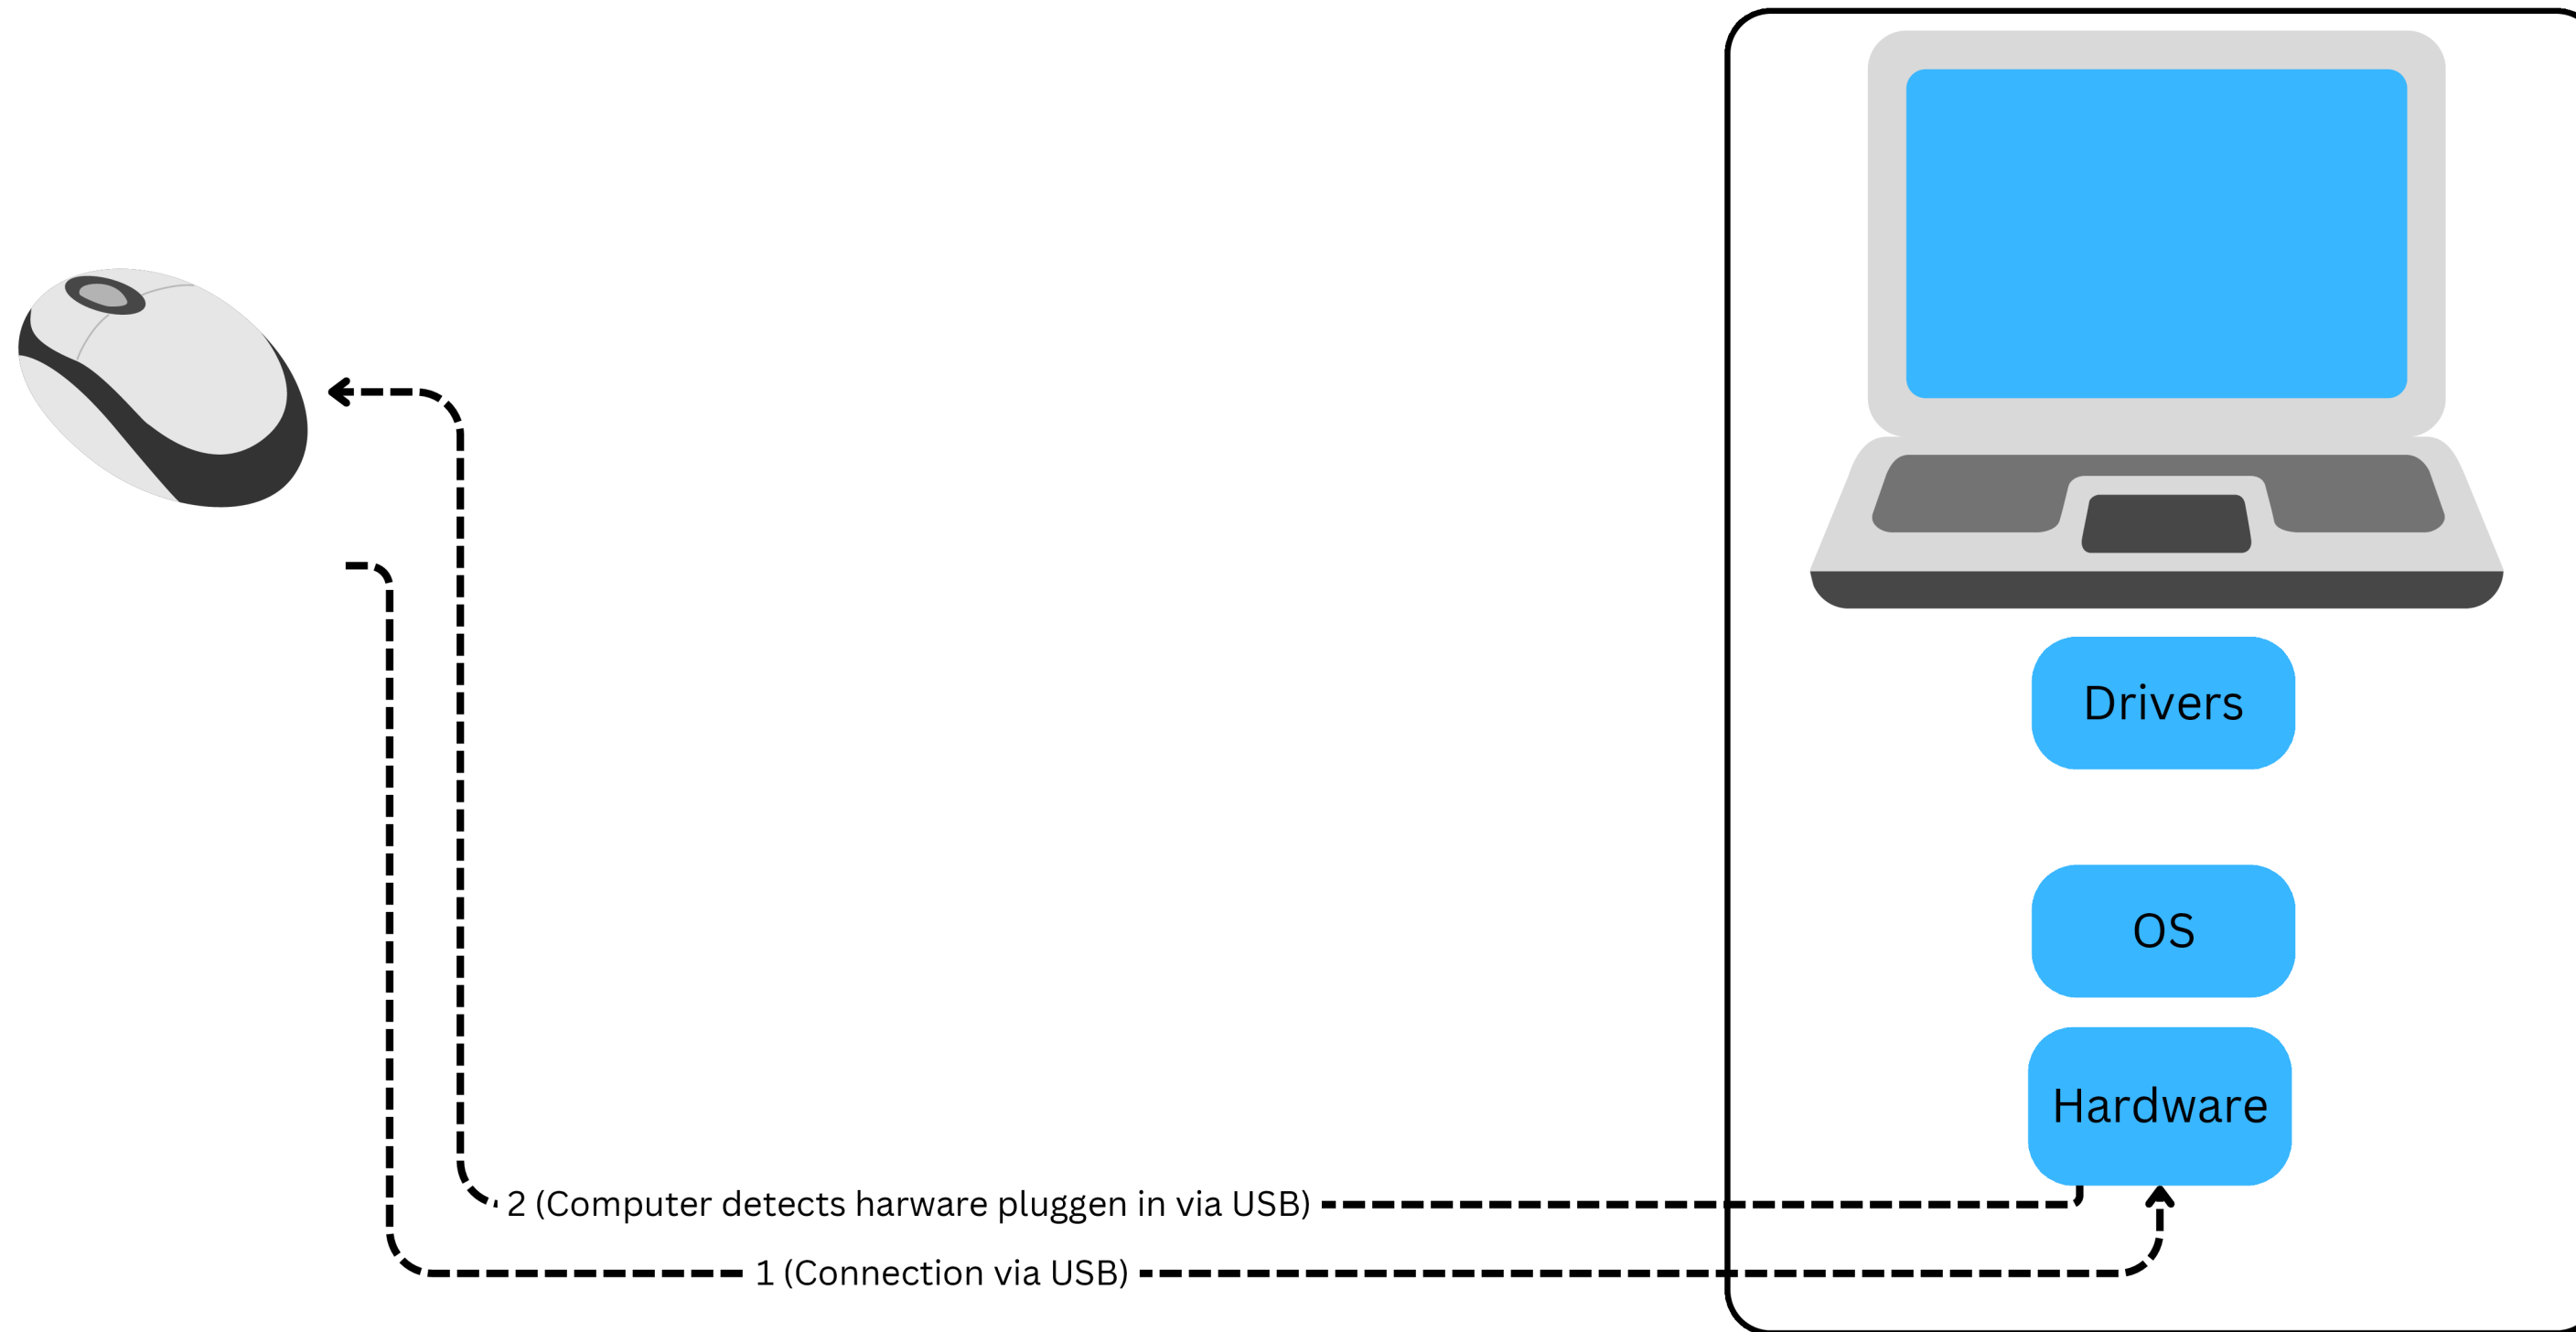 Drivers
OS
Hardware
2 (Computer detects harware pluggen in via USB)
1 (Connection via USB)